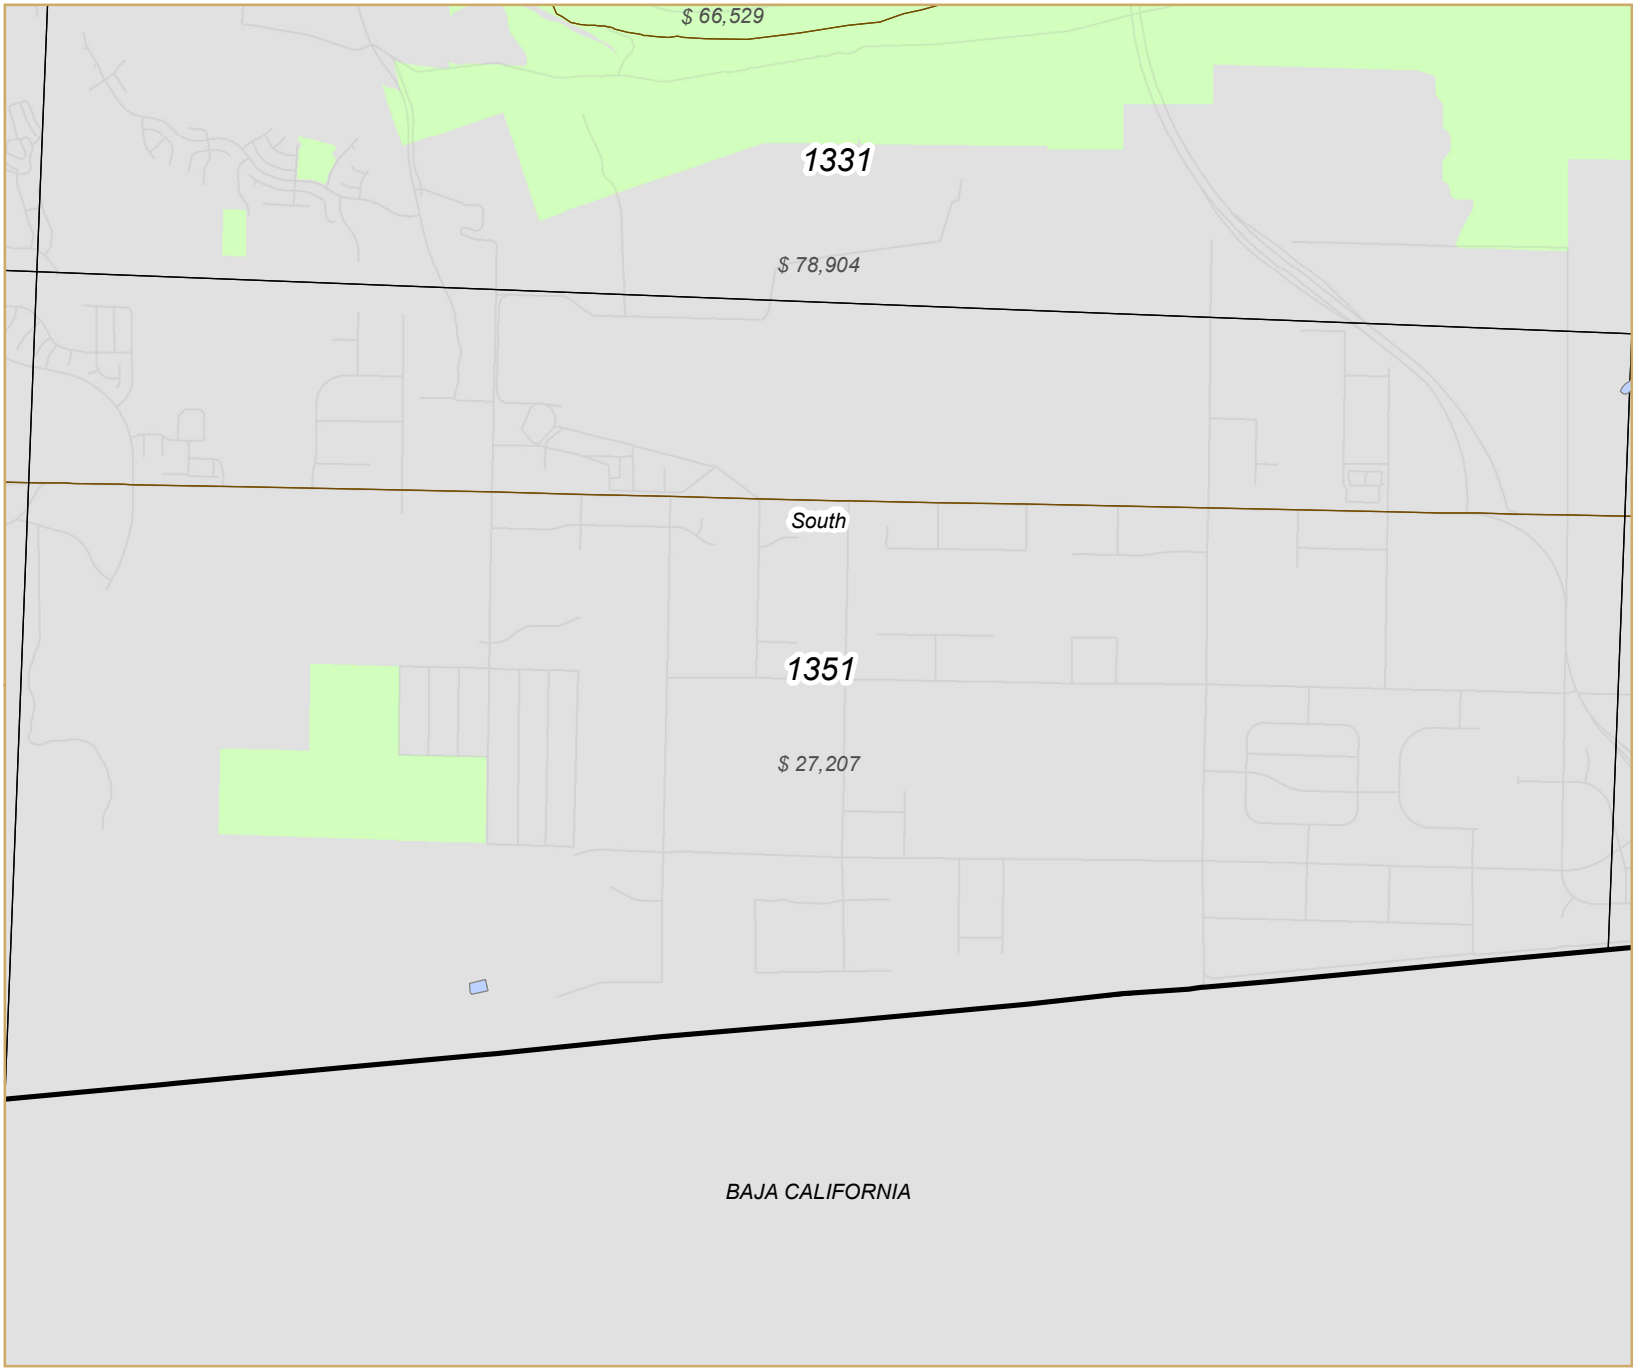 $ 66,529
1331
$ 78,904
South
1351
$ 27,207
BAJA CALIFORNIA